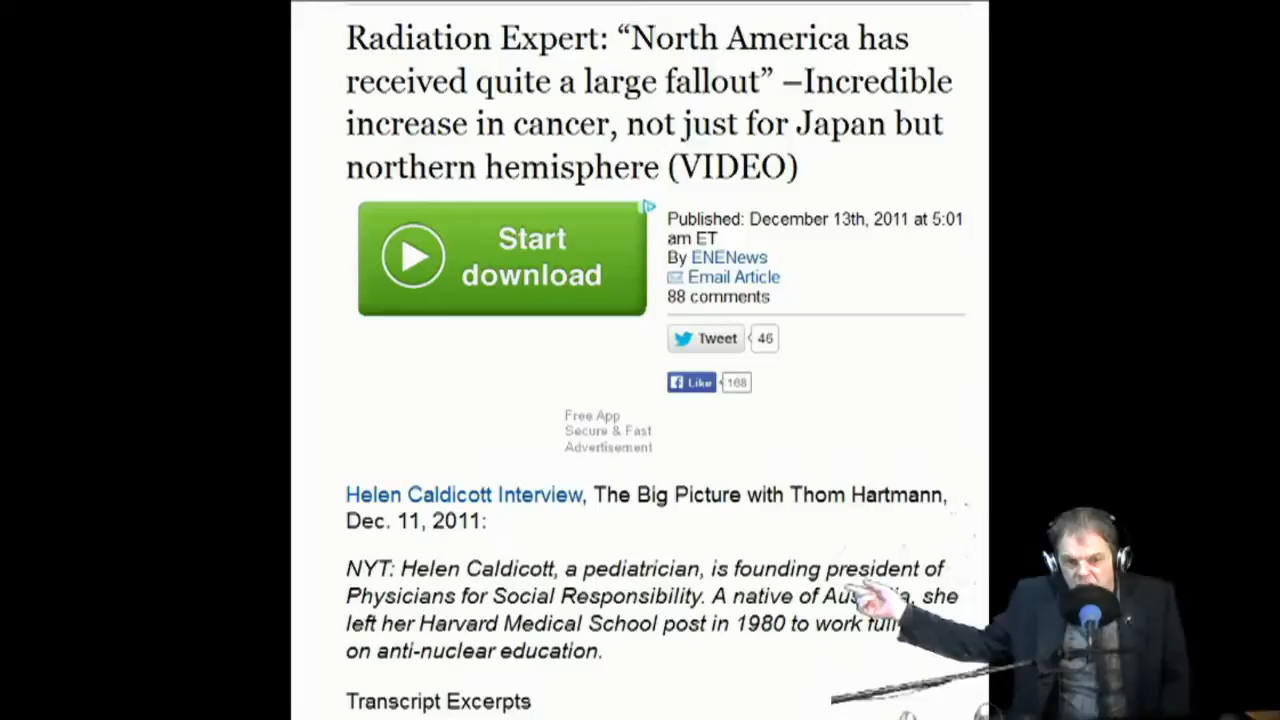 Radiation Expert: “North America has
received quite a large fallout” –Incredible
increase in cancer, not just for Japan but
northern hemisphere (VIDEO)
Start
download
Published: December 13th, 2011 at 5:01
am ET
By ENENews
Email Article
88 comments
Tweet 46
Like 168
Free App
Secure & Fast
Advertisement
Helen Caldicott Interview, The Big Picture with Thom Hartmann,
Dec. 11, 2011:
NYT: Helen Caldicott, a pediatrician, is founding president of
Physicians for Social Responsibility. A native of she
left her Harvard Medical School post in 1980 to work
on anti-nuclear education.
Transcript Excerpts